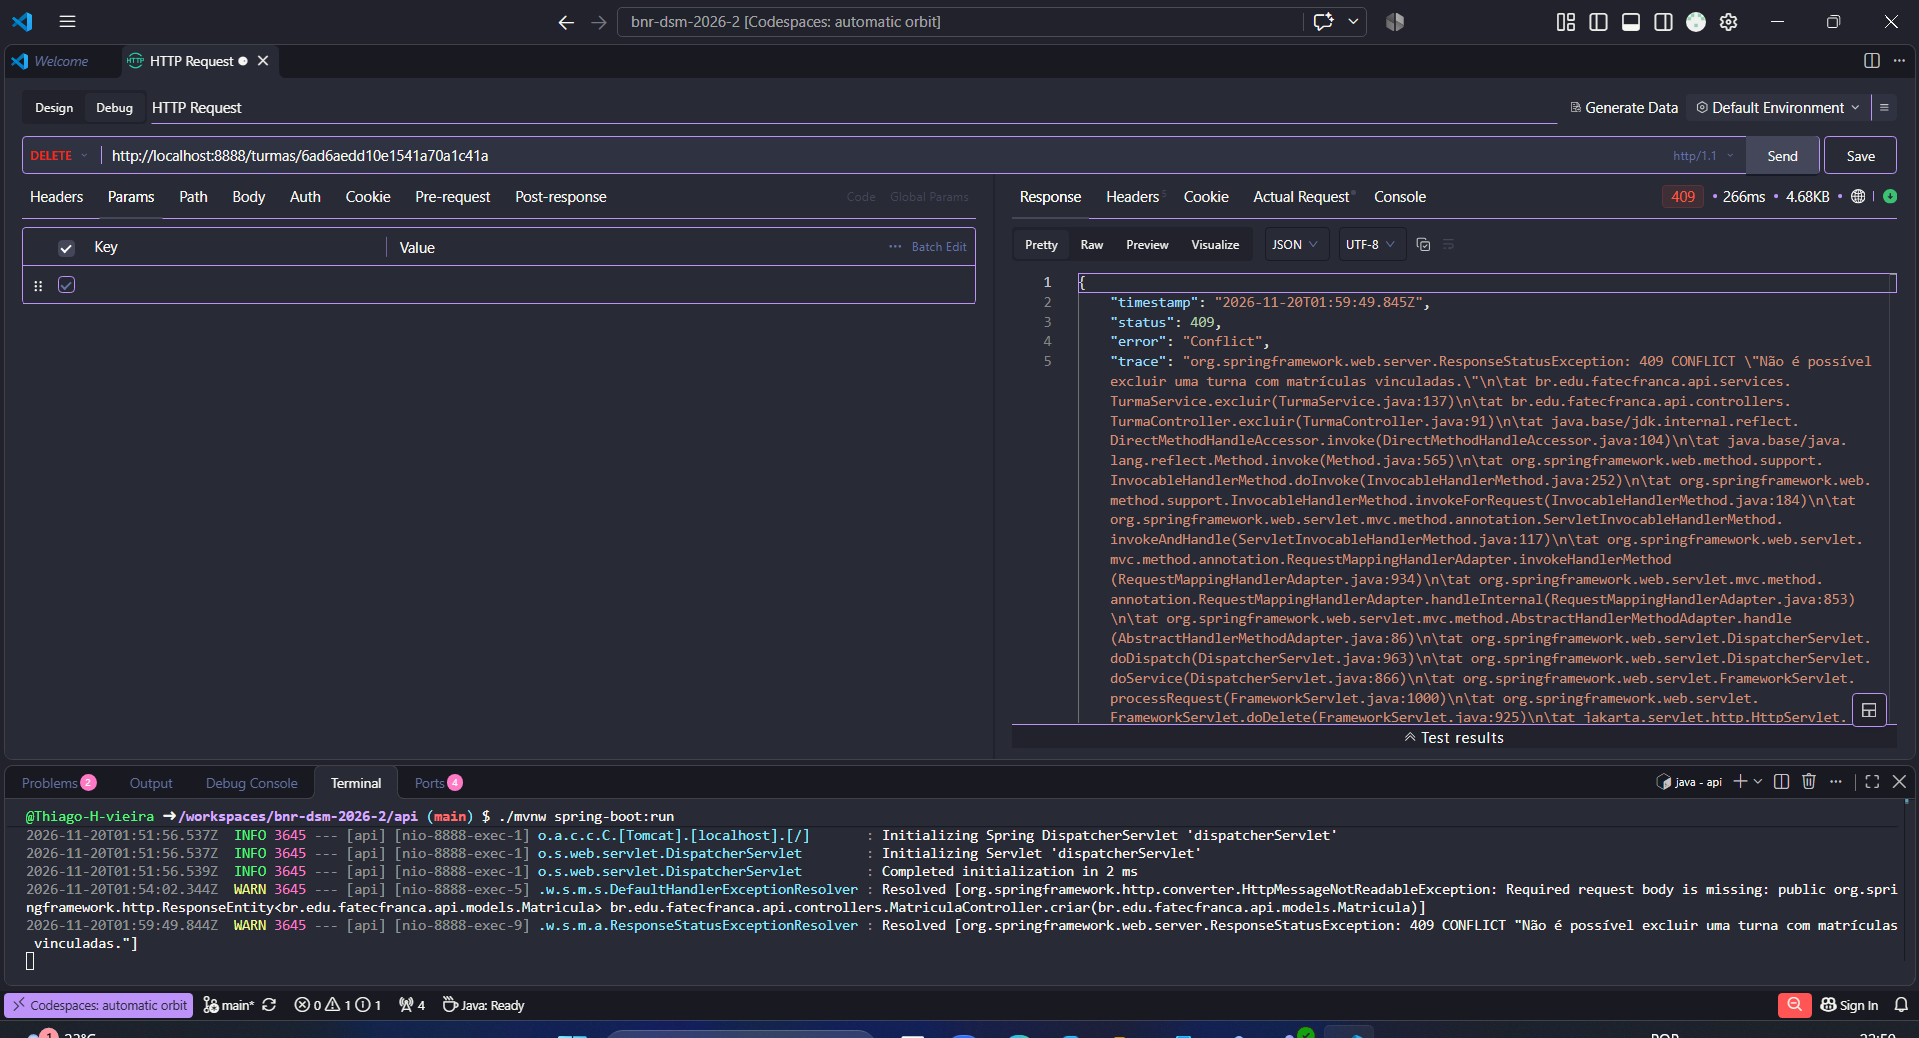 bnr-dsm-2026-2 [Codespaces: automatic orbit]
Welcome
HTTP HTTP Request
Design Debug HTTP Request Generate Data Default Environment
DELETE http://localhost:8888/turmas/6ad6aedd10e1541a70a1c41a http/1.1 Send Save
Headers Params Path Body Auth Cookie Pre-request Post-response Code Global Params
Key Value Batch Edit
Response Headers 5 Cookie Actual Request Console 409 • 266ms • 4.68KB •
Pretty Raw Preview Visualize JSON UTF-8
1 {
2 "timestamp": "2026-11-20T01:59:49.845Z",
3 "status": 409,
4 "error": "Conflict",
5 "trace": "org.springframework.web.server.ResponseStatusException: 409 CONFLICT \"Não é possível
excluir uma turna com matrículas vinculadas.\"\n\tat br.edu.fatecfranca.api.services.
TurmaService.excluir(TurmaService.java:137)\n\tat br.edu.fatecfranca.api.controllers.
TurmaController.excluir(TurmaController.java:91)\n\tat java.base/jdk.internal.reflect.
DirectMethodHandleAccessor.invoke(DirectMethodHandleAccessor.java:104)\n\tat java.base/java.
lang.reflect.Method.invoke(Method.java:565)\n\tat org.springframework.web.method.support.
InvocableHandlerMethod.doInvoke(InvocableHandlerMethod.java:252)\n\tat org.springframework.web.
method.support.InvocableHandlerMethod.invokeForRequest(InvocableHandlerMethod.java:184)\n\tat
org.springframework.web.servlet.mvc.method.annotation.ServletInvocableHandlerMethod.
invokeAndHandle(ServletInvocableHandlerMethod.java:117)\n\tat org.springframework.web.servlet.
mvc.method.annotation.RequestMappingHandlerAdapter.invokeHandlerMethod
(RequestMappingHandlerAdapter.java:934)\n\tat org.springframework.web.servlet.mvc.method.
annotation.RequestMappingHandlerAdapter.handleInternal(RequestMappingHandlerAdapter.java:853)
\n\tat org.springframework.web.servlet.mvc.method.AbstractHandlerMethodAdapter.handle
(AbstractHandlerMethodAdapter.java:86)\n\tat org.springframework.web.servlet.DispatcherServlet.
doDispatch(DispatcherServlet.java:963)\n\tat org.springframework.web.servlet.DispatcherServlet.
doService(DispatcherServlet.java:866)\n\tat org.springframework.web.servlet.FrameworkServlet.
processRequest(FrameworkServlet.java:1000)\n\tat org.springframework.web.servlet.
FrameworkServlet.doDelete(FrameworkServlet.java:925)\n\tat jakarta.servlet.http.HttpServlet.
Test results
Problems 2 Output Debug Console Terminal Ports 4 java - api
@Thiago-H-vieira ➜/workspaces/bnr-dsm-2026-2/api (main) $ ./mvnw spring-boot:run
2026-11-20T01:51:56.537Z INFO 3645 --- [api] [nio-8888-exec-1] o.a.c.c.C.[Tomcat].[localhost].[/] : Initializing Spring DispatcherServlet 'dispatcherServlet'
2026-11-20T01:51:56.537Z INFO 3645 --- [api] [nio-8888-exec-1] o.s.web.servlet.DispatcherServlet : Initializing Servlet 'dispatcherServlet'
2026-11-20T01:51:56.539Z INFO 3645 --- [api] [nio-8888-exec-1] o.s.web.servlet.DispatcherServlet : Completed initialization in 2 ms
2026-11-20T01:54:02.344Z WARN 3645 --- [api] [nio-8888-exec-5] .w.s.m.s.DefaultHandlerExceptionResolver : Resolved [org.springframework.http.converter.HttpMessageNotReadableException: Required request body is missing: public org.spri
ngframework.http.ResponseEntity<br.edu.fatecfranca.api.models.Matricula> br.edu.fatecfranca.api.controllers.MatriculaController.criar(br.edu.fatecfranca.api.models.Matricula)]
2026-11-20T01:59:49.844Z WARN 3645 --- [api] [nio-8888-exec-9] .w.s.m.a.ResponseStatusExceptionResolver : Resolved [org.springframework.web.server.ResponseStatusException: 409 CONFLICT "Não é possível excluir uma turna com matrículas
vinculadas."]
Codespaces: automatic orbit main* 0 1 1 4 Java: Ready Sign In